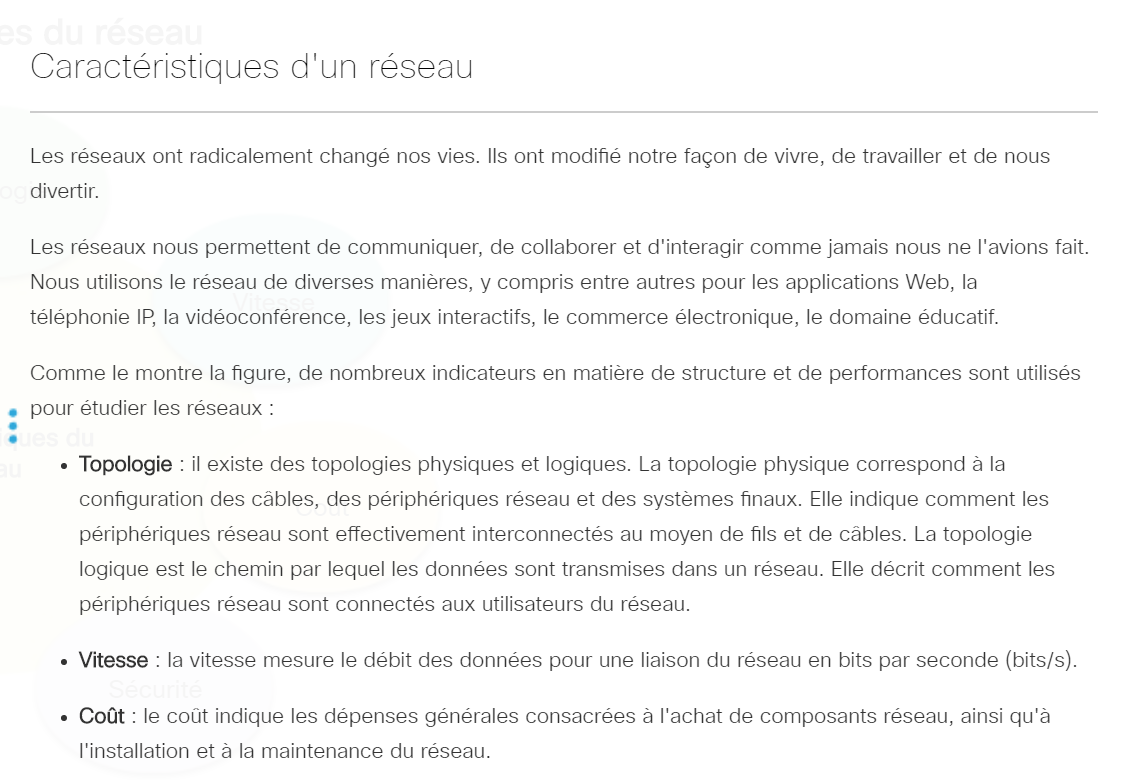 es du réseau
Caractéristiques d'un réseau
Les réseaux ont radicalement changé nos vies. Ils ont modifié notre façon de vivre, de travailler et de nous
divertir.
Les réseaux nous permettent de communiquer, de collaborer et d'interagir comme jamais nous ne l'avions fait.
Nous utilisons le réseau de diverses manières, y compris entre autres pour les applications Web, la
Vitesse
téléphonie IP, la vidéoconférence, les jeux interactifs, le commerce électronique, le domaine éducatif.
Comme le montre la figure, de nombreux indicateurs en matière de structure et de performances sont utilisés
pour étudier les réseaux :
iques du
au
• Topologie : il existe des topologies physiques et logiques. La topologie physique correspond à la
configuration des câbles, des périphériques réseau et des systèmes finaux. Elle indique comment les
Coût
périphériques réseau sont effectivement interconnectés au moyen de fils et de câbles. La topologie
logique est le chemin par lequel les données sont transmises dans un réseau. Elle décrit comment les
périphériques réseau sont connectés aux utilisateurs du réseau.
• Vitesse : la vitesse mesure le débit des données pour une liaison du réseau en bits par seconde (bits/s).
Sécurité
• Coût : le coût indique les dépenses générales consacrées à l'achat de composants réseau, ainsi qu'à
l'installation et à la maintenance du réseau.